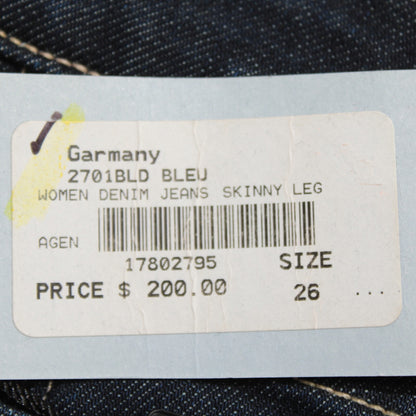 Garmany
2701BLD BLEU
WOMEN DENIM JEANS SKINNY LEG
AGEN
17802795 SIZE
PRICE $ 200.00 26 ...